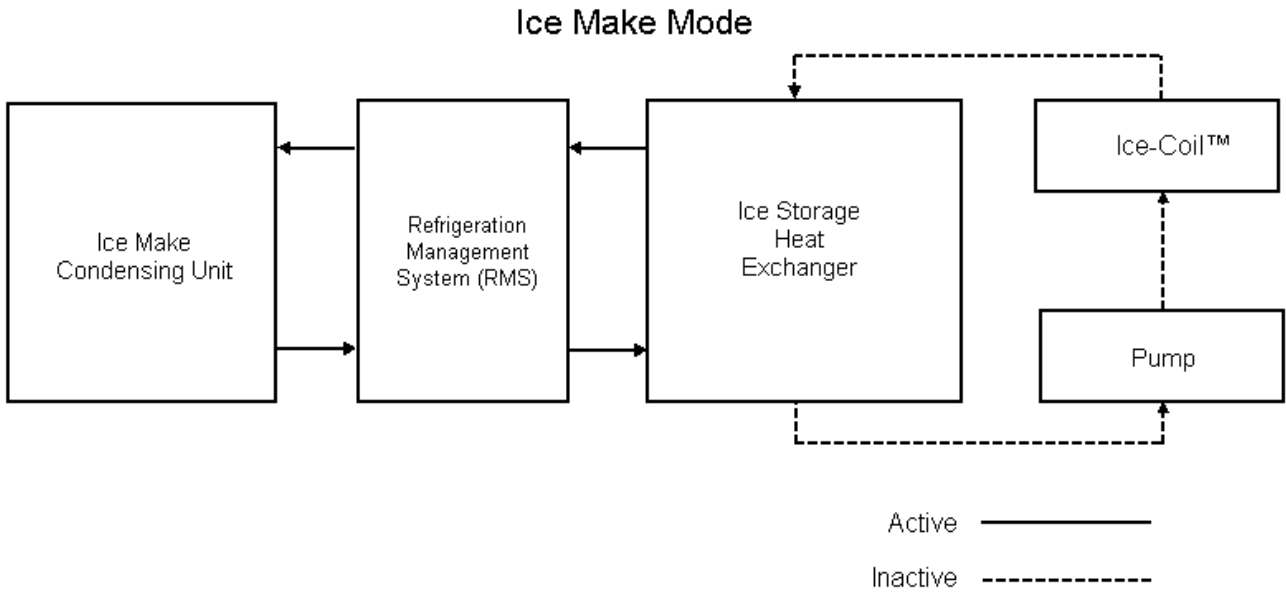 Ice Make Mode
Ice Make
Condensing Unit
Refrigeration
Management
System (RMS)
Ice Storage
Heat
Exchanger
Ice-Coil™
Pump
Active
Inactive